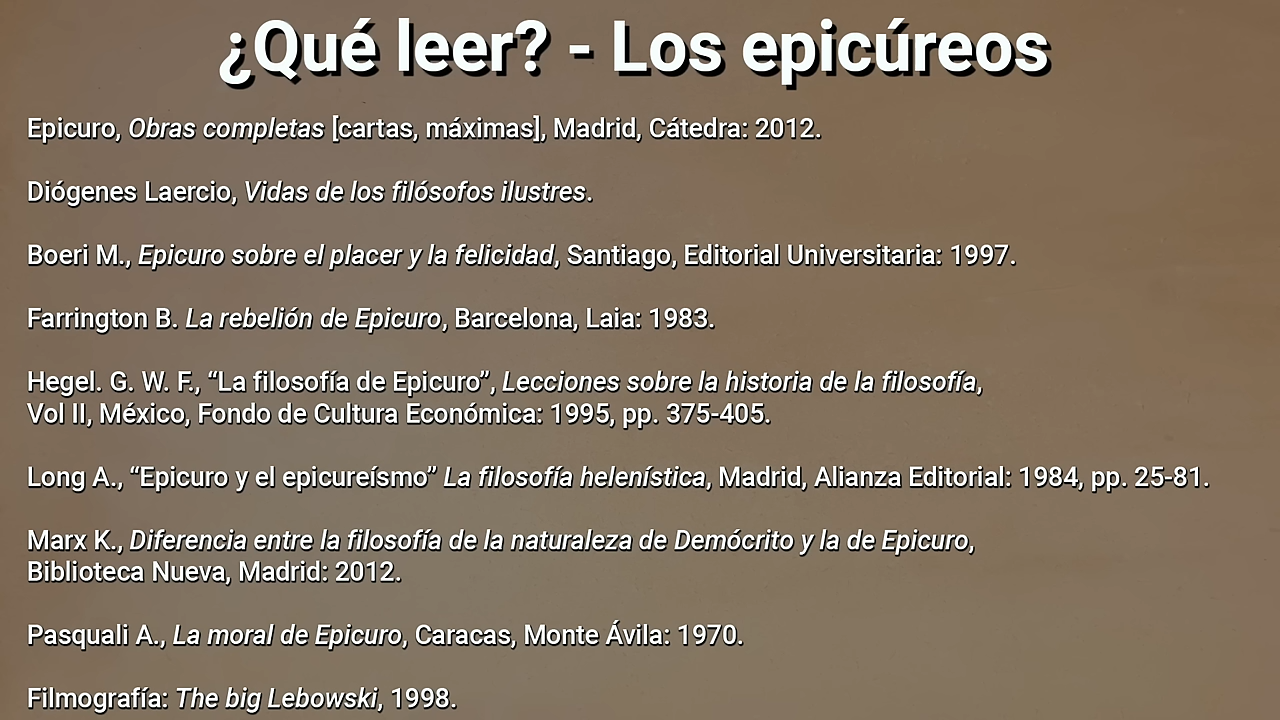 ¿Qué leer? - Los epicúreos
Epicuro, Obras completas [cartas, máximas], Madrid, Cátedra: 2012.
Diógenes Laercio, Vidas de los filósofos ilustres.
Boeri M., Epicuro sobre el placer y la felicidad, Santiago, Editorial Universitaria: 1997.
Farrington B. La rebelión de Epicuro, Barcelona, Laia: 1983.
Hegel. G. W. F., “La filosofía de Epicuro”, Lecciones sobre la historia de la filosofía,
Vol II, México, Fondo de Cultura Económica: 1995, pp. 375-405.
Long A., “Epicuro y el epicureísmo” La filosofía helenística, Madrid, Alianza Editorial: 1984, pp. 25-81.
Marx K., Diferencia entre la filosofía de la naturaleza de Demócrito y la de Epicuro,
Biblioteca Nueva, Madrid: 2012.
Pasquali A., La moral de Epicuro, Caracas, Monte Ávila: 1970.
Filmografía: The big Lebowski, 1998.